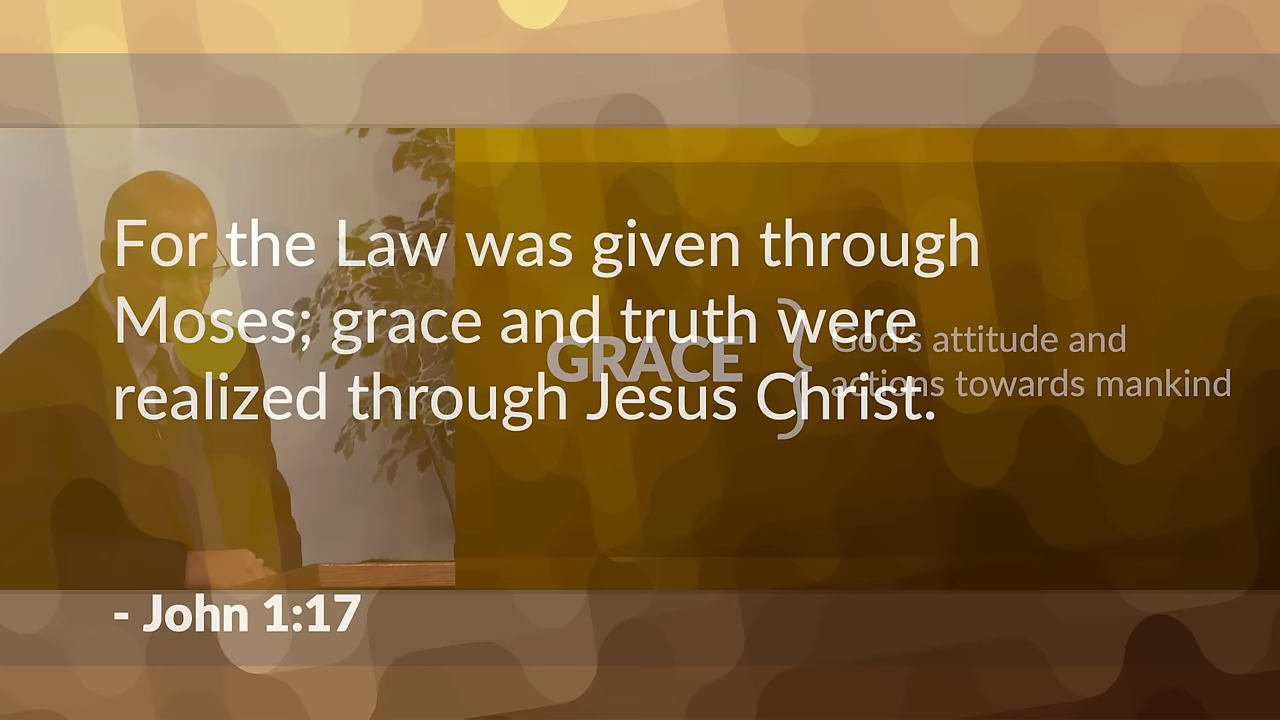 For the Law was given through
Moses; grace and truth were
realized through Jesus Christ.
GRACE
God's attitude and
actions towards mankind
- John 1:17